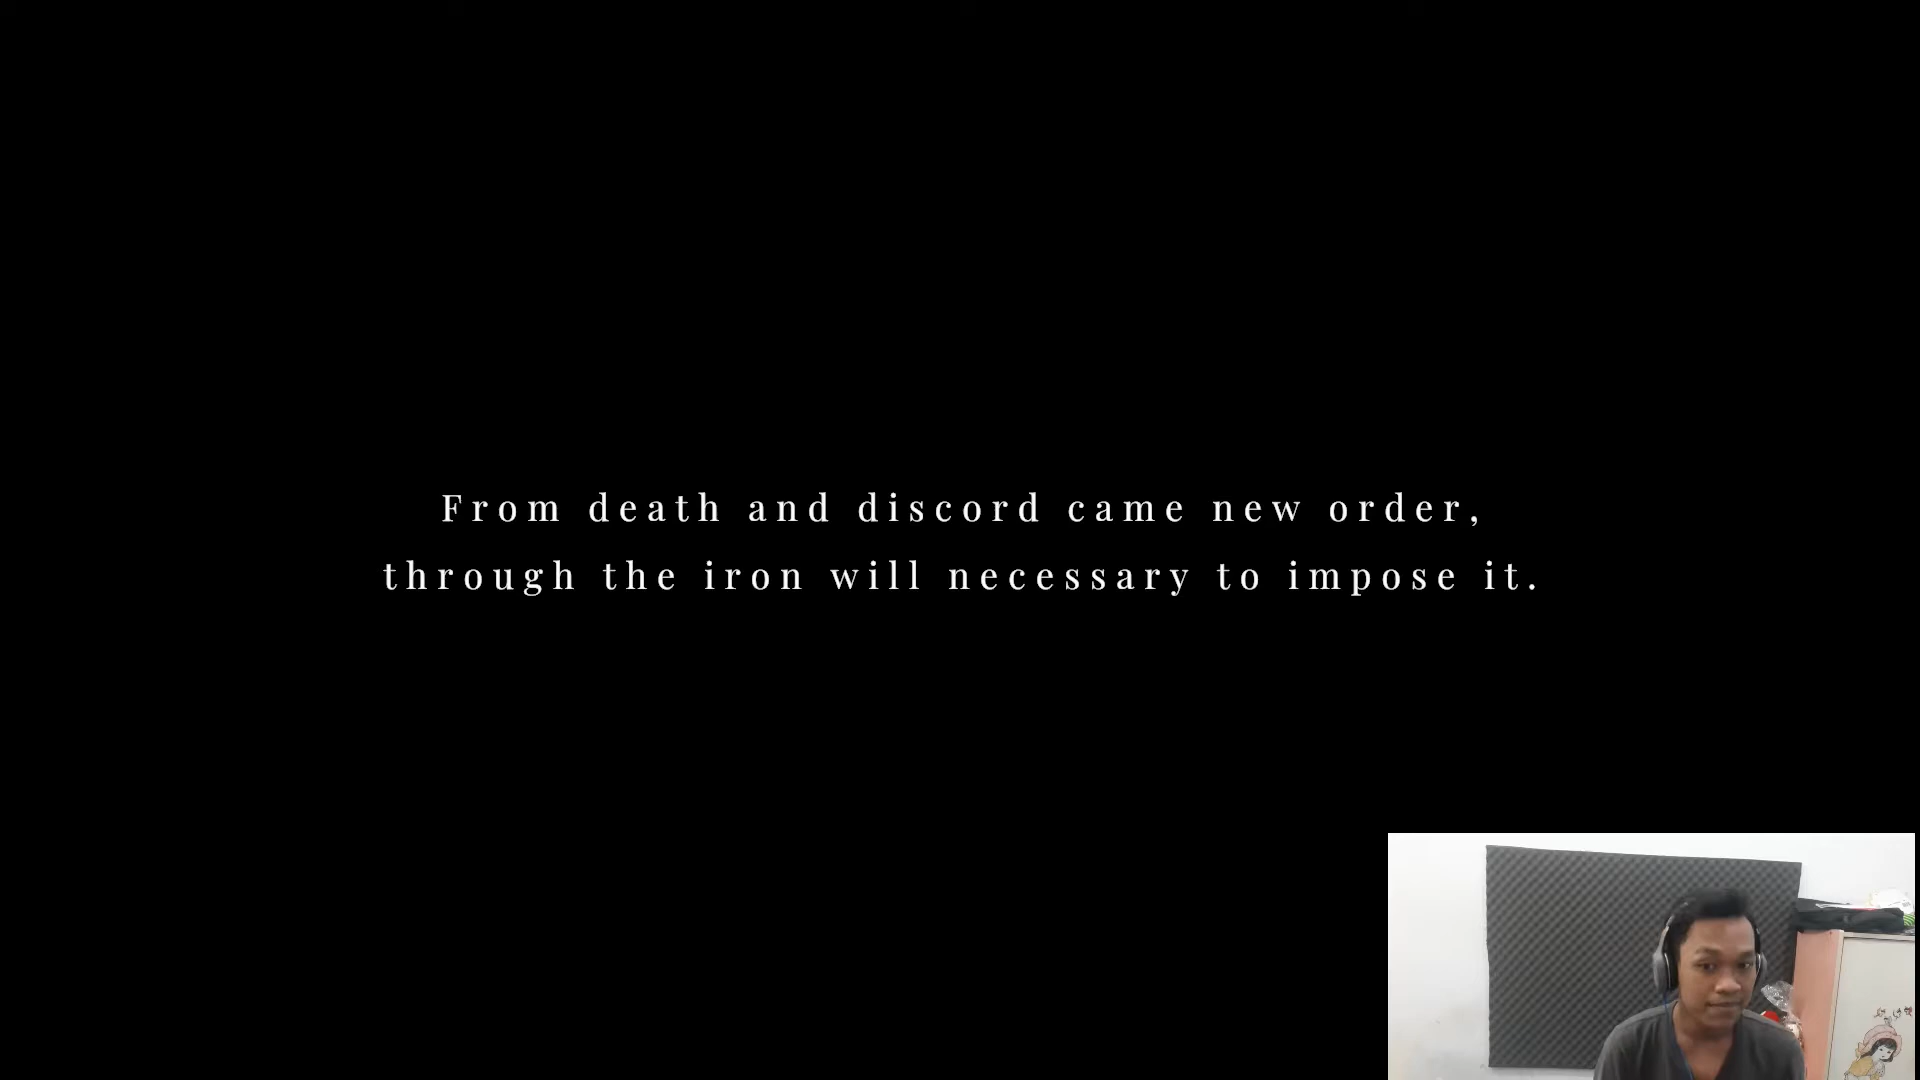 From death and discord came new order,
through the iron will necessary to impose it.